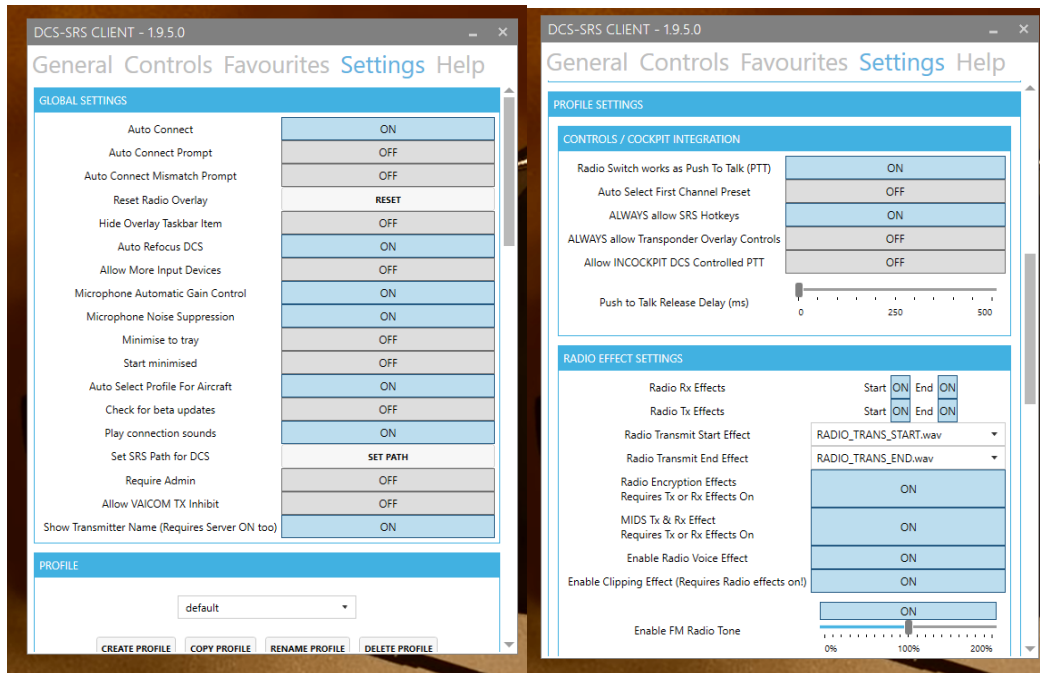 DCS-SRS CLIENT - 1.9.5.0
General Controls Favourites Settings Help
GLOBAL SETTINGS
Auto Connect ON
Auto Connect Prompt OFF
Auto Connect Mismatch Prompt OFF
Reset Radio Overlay RESET
Hide Overlay Taskbar Item OFF
Auto Refocus DCS ON
Allow More Input Devices OFF
Microphone Automatic Gain Control ON
Microphone Noise Suppression ON
Minimise to tray OFF
Start minimised OFF
Auto Select Profile For Aircraft ON
Check for beta updates OFF
Play connection sounds ON
Set SRS Path for DCS SET PATH
Require Admin OFF
Allow VAICOM TX Inhibit OFF
Show Transmitter Name (Requires Server ON too) ON
PROFILE
default
CREATE PROFILE COPY PROFILE RENAME PROFILE DELETE PROFILE
DCS-SRS CLIENT - 1.9.5.0
General Controls Favourites Settings Help
PROFILE SETTINGS
CONTROLS / COCKPIT INTEGRATION
Radio Switch works as Push To Talk (PTT) ON
Auto Select First Channel Preset OFF
ALWAYS allow SRS Hotkeys ON
ALWAYS allow Transponder Overlay Controls OFF
Allow INCOCKPIT DCS Controlled PTT OFF
Push to Talk Release Delay (ms)
0 250 500
RADIO EFFECT SETTINGS
Radio Rx Effects Start ON End ON
Radio Tx Effects Start ON End ON
Radio Transmit Start Effect RADIO_TRANS_START.wav
Radio Transmit End Effect RADIO_TRANS_END.wav
Radio Encryption Effects
Requires Tx or Rx Effects On ON
MIDS Tx & Rx Effect
Requires Tx or Rx Effects On ON
Enable Radio Voice Effect ON
Enable Clipping Effect (Requires Radio effects on!) ON
ON
Enable FM Radio Tone
0% 100% 200%